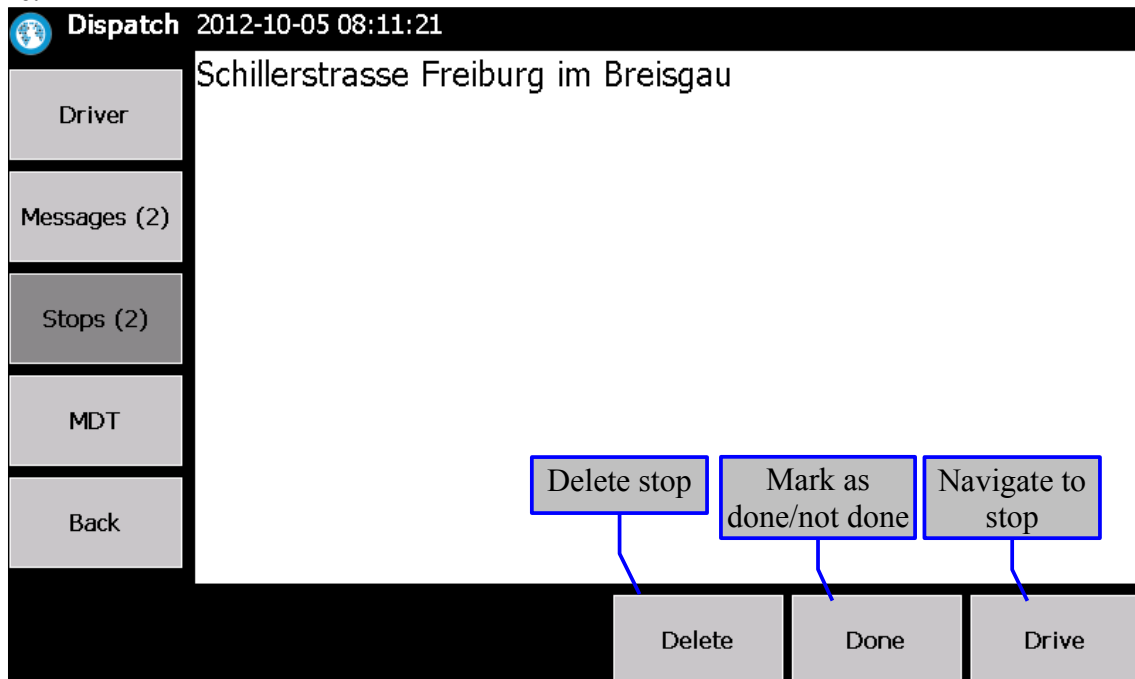 Dispatch 2012-10-05 08:11:21
Schillerstrasse Freiburg im Breisgau
Driver
Messages (2)
Stops (2)
MDT
Back
Delete stop
Mark as
done/not done
Navigate to
stop
Delete
Done
Drive